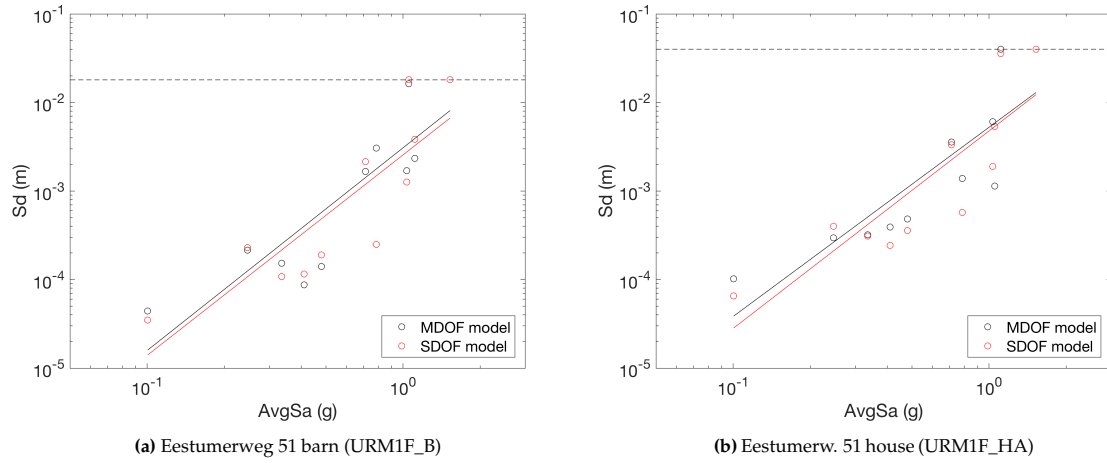 10^-1
10^-2
10^-3
10^-4
10^-5
Sd (m)
10^-1
10^0
AvgSa (g)
MDOF model
SDOF model
(a) Eestumerweg 51 barn (URM1F_B)
10^-1
10^-2
10^-3
10^-4
10^-5
Sd (m)
10^-1
10^0
AvgSa (g)
MDOF model
SDOF model
(b) Eestumerw. 51 house (URM1F_HA)